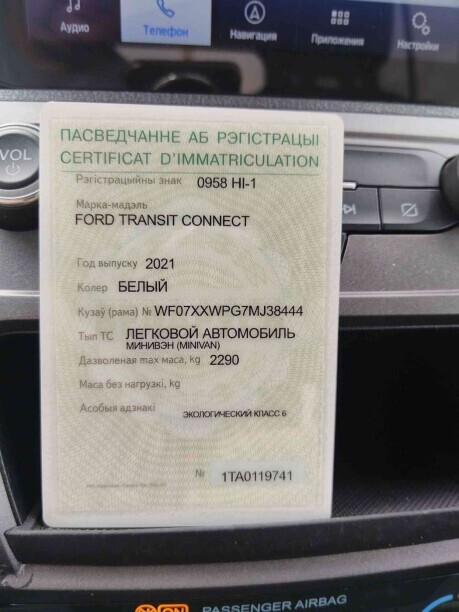 Аудио
Телефон
Навигация
Приложения
Настройки
VOL
ПАСВЕДЧАННЕ АБ РЭГІСТРАЦЫІ
CERTIFICAT D'IMMATRICULATION
Рэгістрацыйны знак 0958 HI-1
Марка-мадэль
FORD TRANSIT CONNECT
Год выпуску 2021
Колер БЕЛЫЙ
Кузаў (рама) № WF07XXWPG7MJ38444
Тып ТС ЛЕГКОВОЙ АВТОМОБИЛЬ
МИНИВЭН (MINIVAN)
Дазволеная max маса, kg 2290
Маса без нагрузкі, kg
Асобыя адзнакі
ЭКОЛОГИЧЕСКИЙ КЛАСС 6
№ 1TA0119741
ON PASSENGER AIRBAG